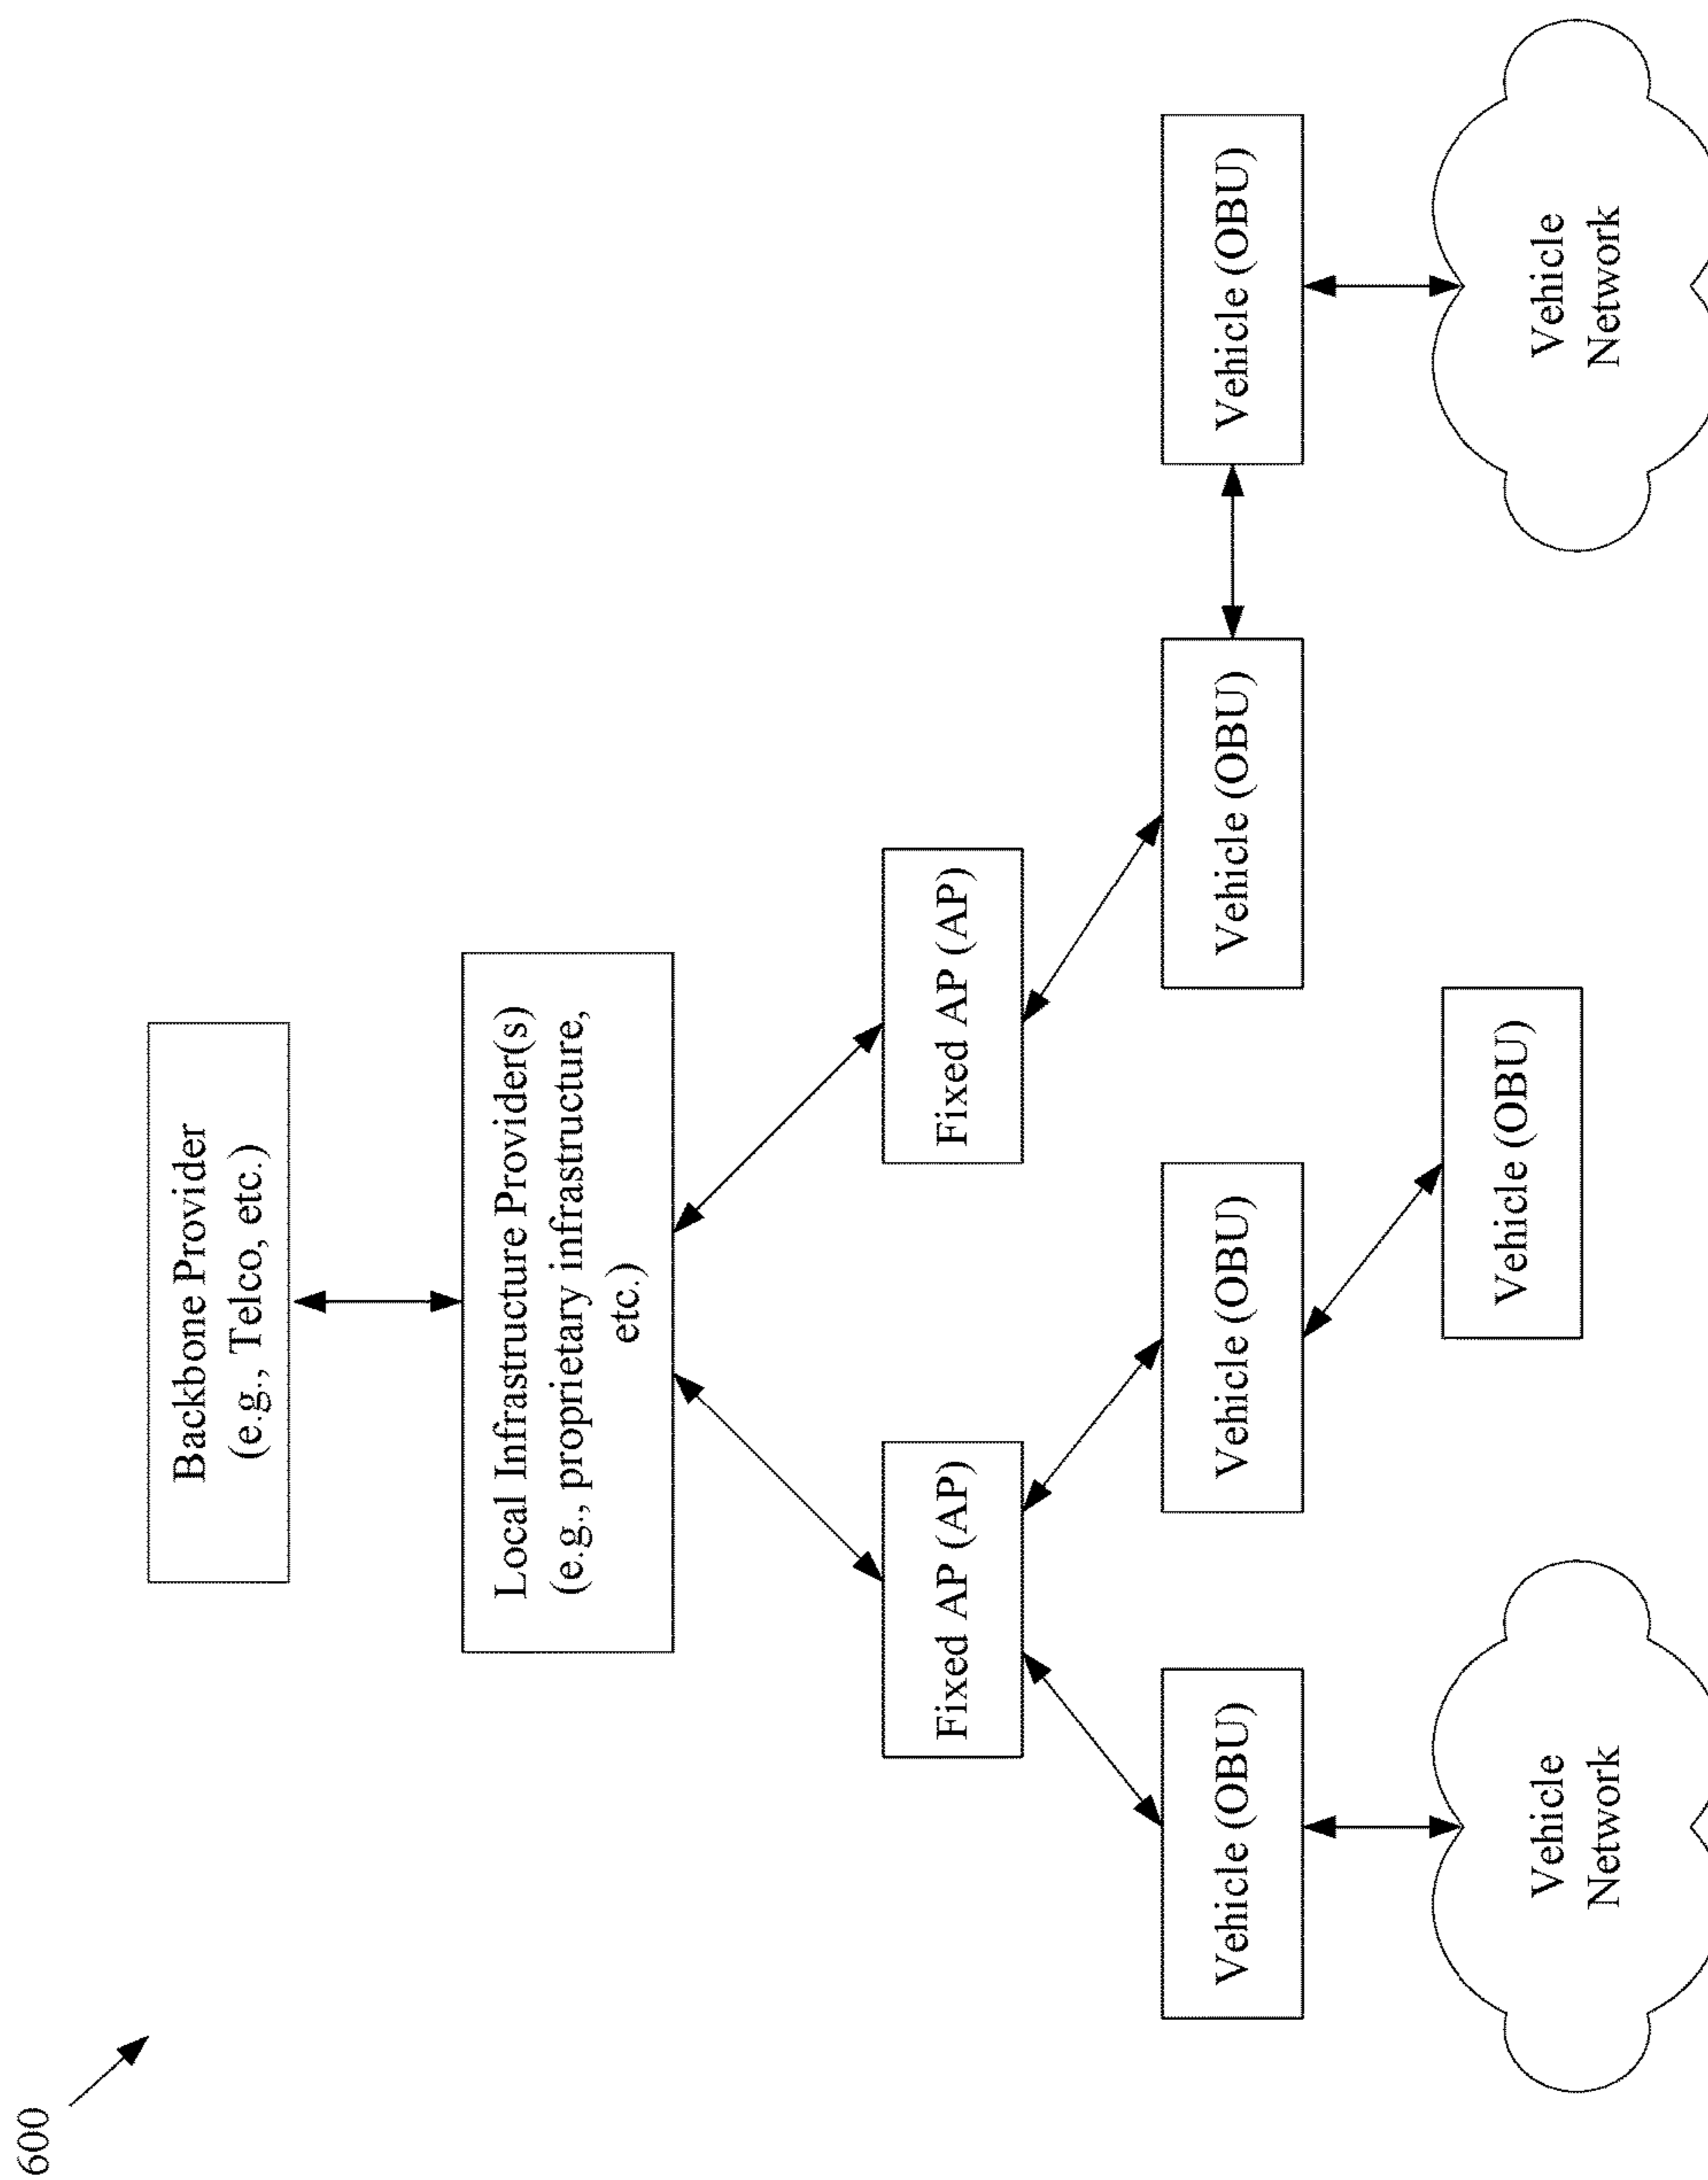 600
Backbone Provider
(e.g., Telco, etc.)
Local Infrastructure Provider(s)
(e.g., proprietary infrastructure,
etc.)
Fixed AP (AP)
Fixed AP (AP)
Vehicle (OBU)
Vehicle (OBU)
Vehicle (OBU)
Vehicle (OBU)
Vehicle (OBU)
Vehicle
Network
Vehicle
Network